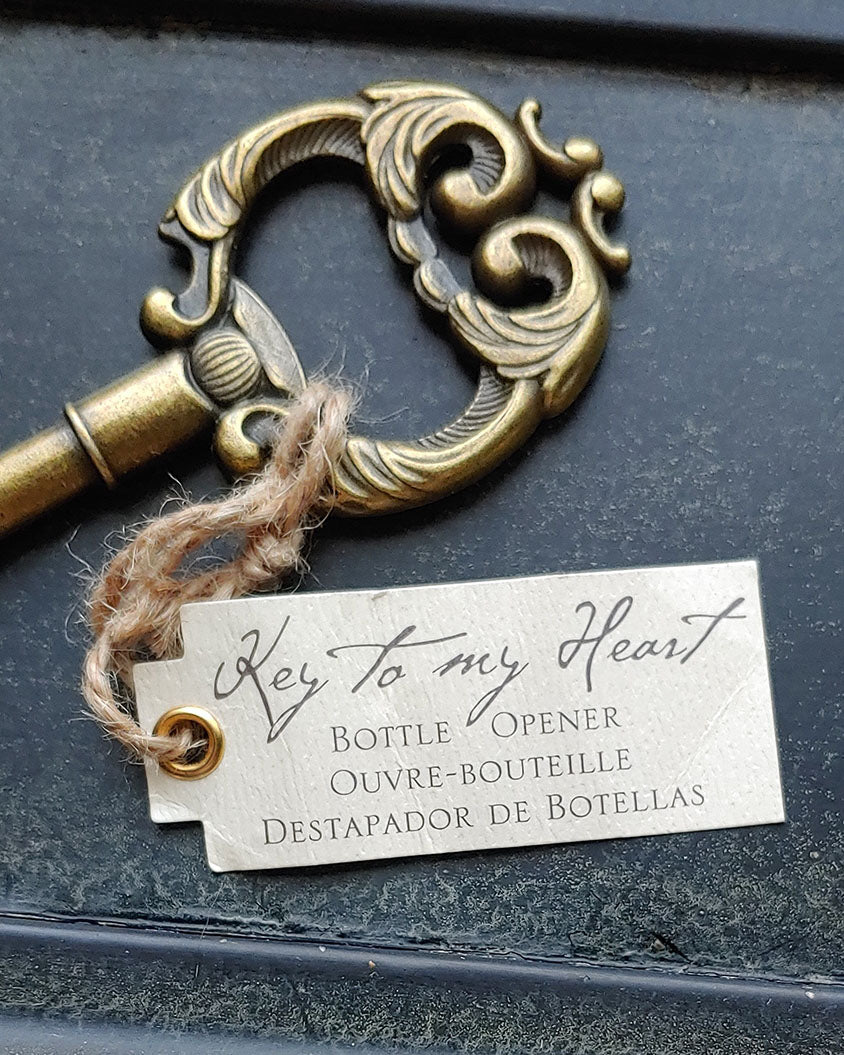 Key to my Heart
Bottle Opener
Ouvre-bouteille
Destapador de Botellas